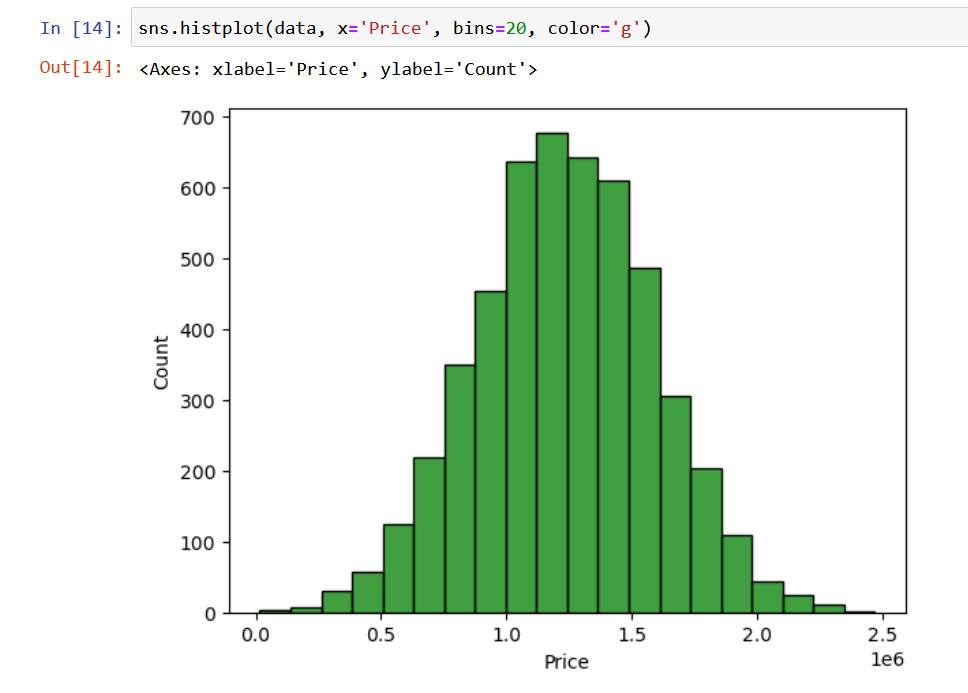 In [14]: sns.histplot(data, x='Price', bins=20, color='g')
Out[14]: <Axes: xlabel='Price', ylabel='Count'>
700
600
500
400
300
200
100
0
Count
0.0 0.5 1.0 1.5 2.0 2.5
1e6
Price